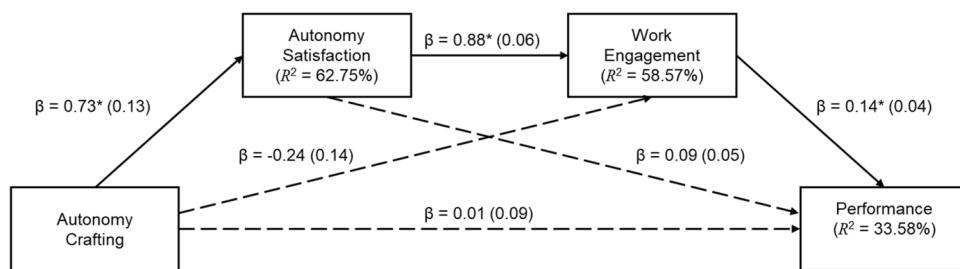 Autonomy
Satisfaction
(R² = 62.75%)
β = 0.88* (0.06)
Work
Engagement
(R² = 58.57%)
β = 0.73* (0.13)
β = 0.14* (0.04)
β = -0.24 (0.14)
β = 0.09 (0.05)
Autonomy
Crafting
β = 0.01 (0.09)
Performance
(R² = 33.58%)